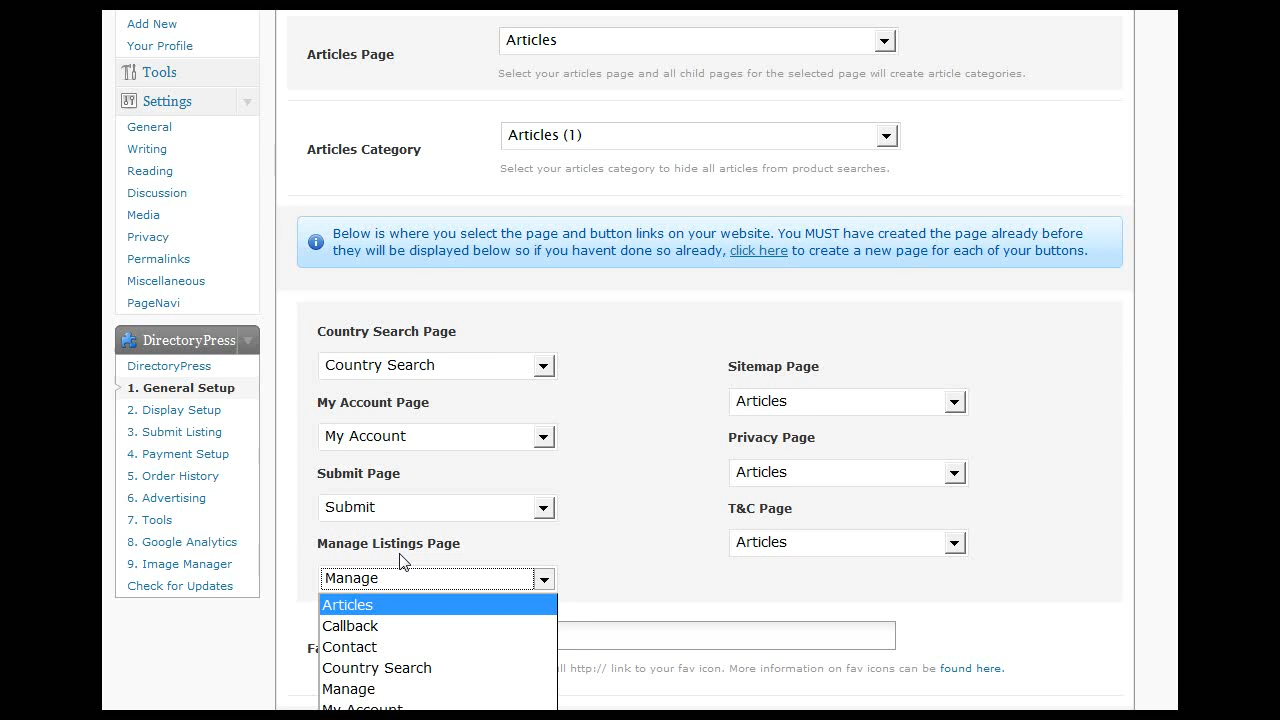 Add New
Your Profile
Tools
Settings
General
Writing
Reading
Discussion
Media
Privacy
Permalinks
Miscellaneous
PageNavi
DirectoryPress
DirectoryPress
1. General Setup
2. Display Setup
3. Submit Listing
4. Payment Setup
5. Order History
6. Advertising
7. Tools
8. Google Analytics
9. Image Manager
Check for Updates
Articles Page
Articles
Select your articles page and all child pages for the selected page will create article categories.
Articles Category
Articles (1)
Select your articles category to hide all articles from product searches.
Below is where you select the page and button links on your website. You MUST have created the page already before
they will be displayed below so if you havent done so already, click here to create a new page for each of your buttons.
Country Search Page
Country Search
My Account Page
My Account
Submit Page
Submit
Manage Listings Page
Manage
Articles
Callback
Contact
Country Search
Manage
My Account
Sitemap Page
Articles
Privacy Page
Articles
T&C Page
Articles
http:// link to your fav icon. More information on fav icons can be found here.